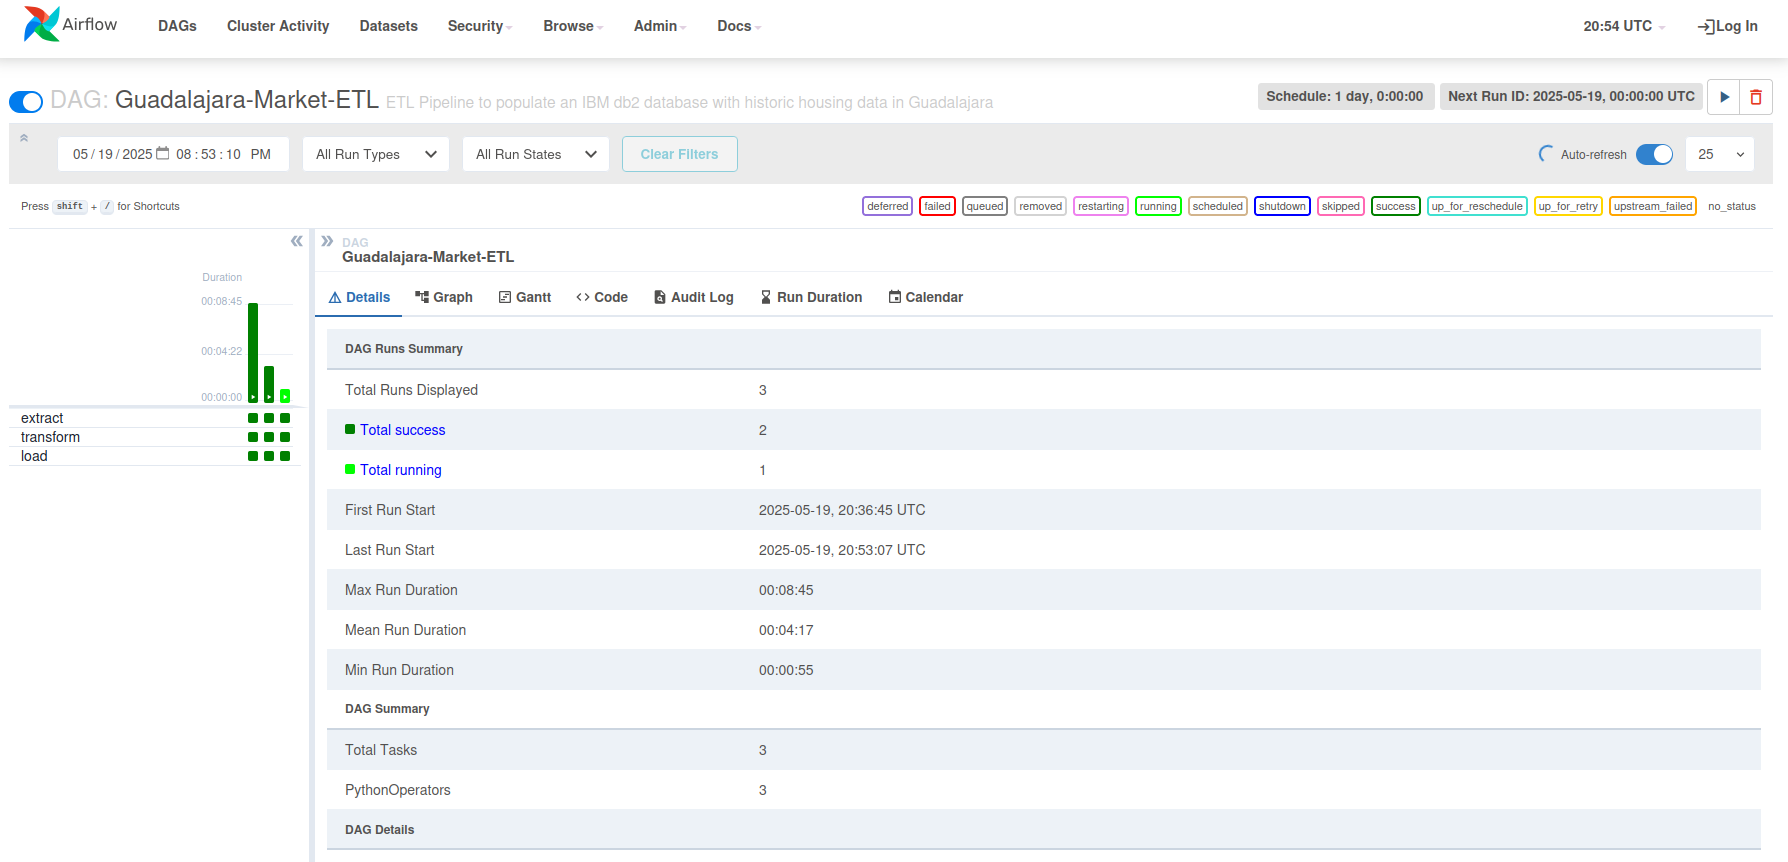 Airflow DAGs Cluster Activity Datasets Security Browse Admin Docs 20:54 UTC Log In
DAG: Guadalajara-Market-ETL ETL Pipeline to populate an IBM db2 database with historic housing data in Guadalajara Schedule: 1 day, 0:00:00 Next Run ID: 2025-05-19, 00:00:00 UTC
05/19/2025 08:53:10 PM All Run Types All Run States Clear Filters Auto-refresh 25
Press shift + / for Shortcuts deferred failed queued removed restarting running scheduled shutdown skipped success up_for_reschedule up_for_retry upstream_failed no_status
Duration
00:08:45
00:04:22
00:00:00
extract
transform
load
DAG
Guadalajara-Market-ETL
Details Graph Gantt Code Audit Log Run Duration Calendar
DAG Runs Summary
Total Runs Displayed 3
Total success 2
Total running 1
First Run Start 2025-05-19, 20:36:45 UTC
Last Run Start 2025-05-19, 20:53:07 UTC
Max Run Duration 00:08:45
Mean Run Duration 00:04:17
Min Run Duration 00:00:55
DAG Summary
Total Tasks 3
PythonOperators 3
DAG Details